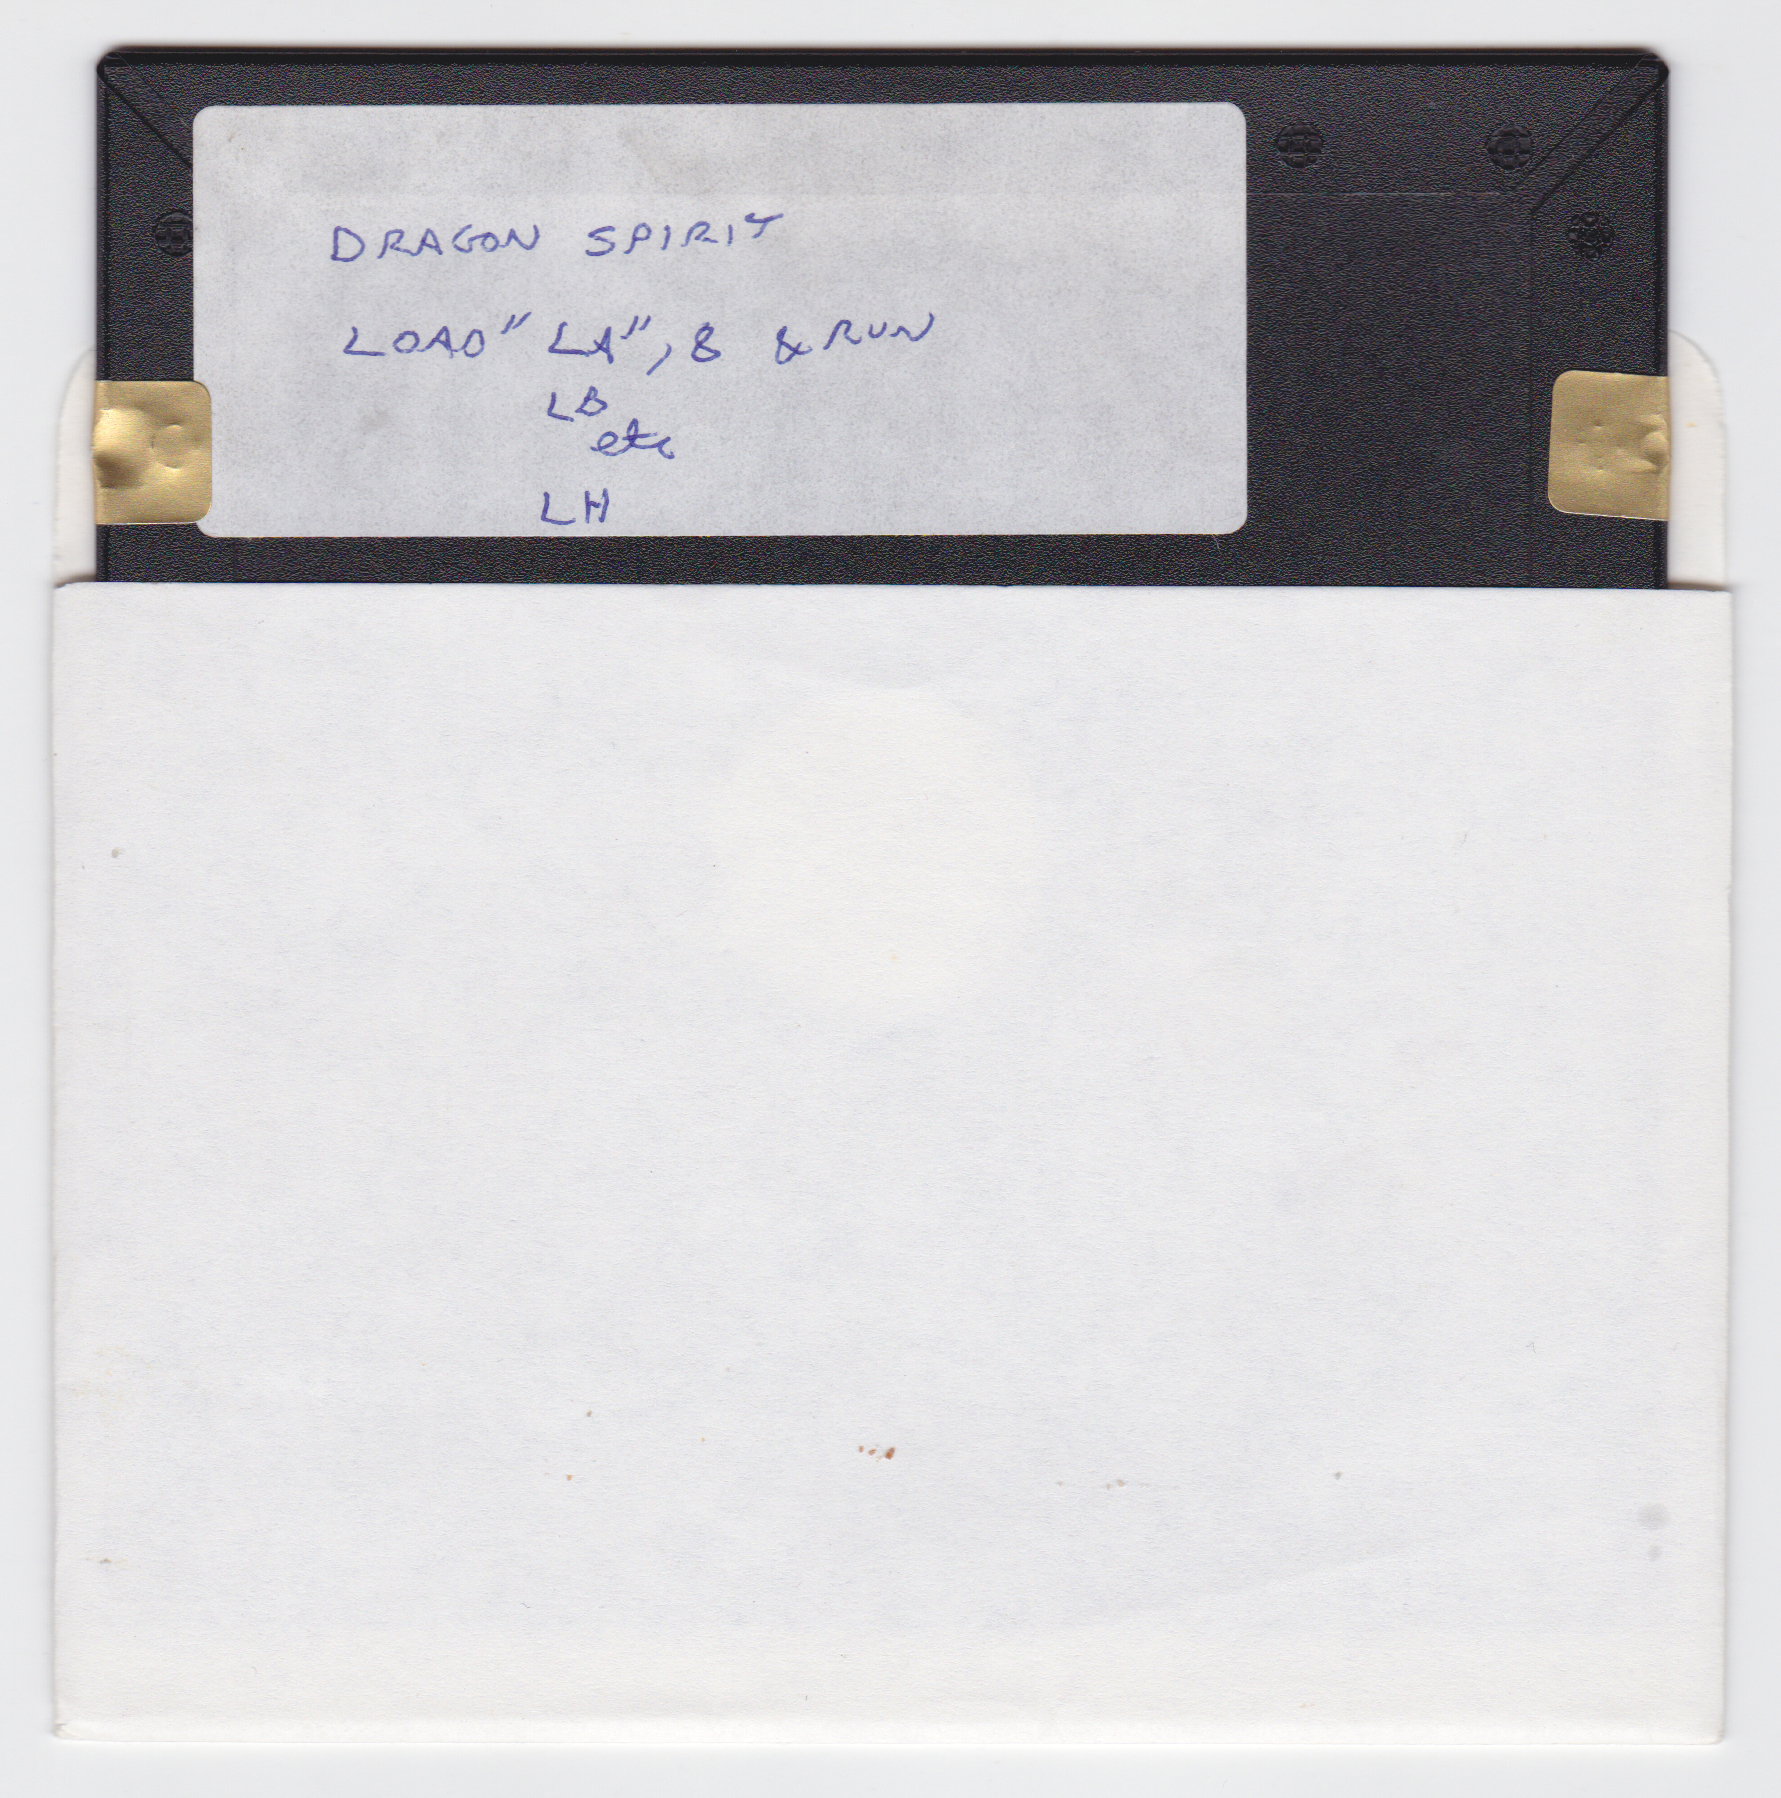 DRAGON SPIRIT
LOAD" LA", 8 & RUN
LB
etc
LH